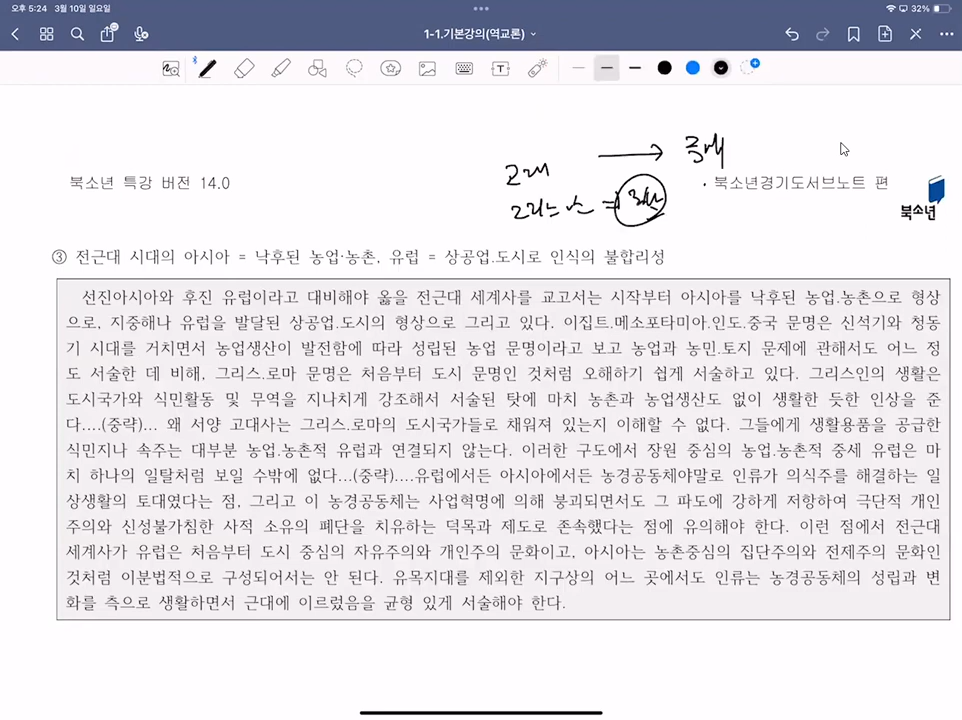 오후 5:24 3월 10일 일요일
32%
1-1.기본강의(역교론)
고대 → 중세
그리스 =
북소년 특강 버전 14.0
• 북소년경기도서브노트 편
북소년
③ 전근대 시대의 아시아 = 낙후된 농업·농촌, 유럽 = 상공업.도시로 인식의 불합리성
선진아시아와 후진 유럽이라고 대비해야 옳을 전근대 세계사를 교고서는 시작부터 아시아를 낙후된 농업.농촌으로 형상
으로, 지중해나 유럽을 발달된 상공업.도시의 형상으로 그리고 있다. 이집트.메소포타미아.인도.중국 문명은 신석기와 청동
기 시대를 거치면서 농업생산이 발전함에 따라 성립된 농업 문명이라고 보고 농업과 농민.토지 문제에 관해서도 어느 정
도 서술한 데 비해, 그리스.로마 문명은 처음부터 도시 문명인 것처럼 오해하기 쉽게 서술하고 있다. 그리스인의 생활은
도시국가와 식민활동 및 무역을 지나치게 강조해서 서술된 탓에 마치 농촌과 농업생산도 없이 생활한 듯한 인상을 준
다….(중략)… 왜 서양 고대사는 그리스.로마의 도시국가들로 채워져 있는지 이해할 수 없다. 그들에게 생활용품을 공급한
식민지나 속주는 대부분 농업.농촌적 유럽과 연결되지 않는다. 이러한 구도에서 장원 중심의 농업.농촌적 중세 유럽은 마
치 하나의 일탈처럼 보일 수밖에 없다…(중략)….유럽에서든 아시아에서든 농경공동체야말로 인류가 의식주를 해결하는 일
상생활의 토대였다는 점, 그리고 이 농경공동체는 사업혁명에 의해 붕괴되면서도 그 파도에 강하게 저항하여 극단적 개인
주의와 신성불가침한 사적 소유의 폐단을 치유하는 덕목과 제도로 존속했다는 점에 유의해야 한다. 이런 점에서 전근대
세계사가 유럽은 처음부터 도시 중심의 자유주의와 개인주의 문화이고, 아시아는 농촌중심의 집단주의와 전제주의 문화인
것처럼 이분법적으로 구성되어서는 안 된다. 유목지대를 제외한 지구상의 어느 곳에서도 인류는 농경공동체의 성립과 변
화를 측으로 생활하면서 근대에 이르렀음을 균형 있게 서술해야 한다.